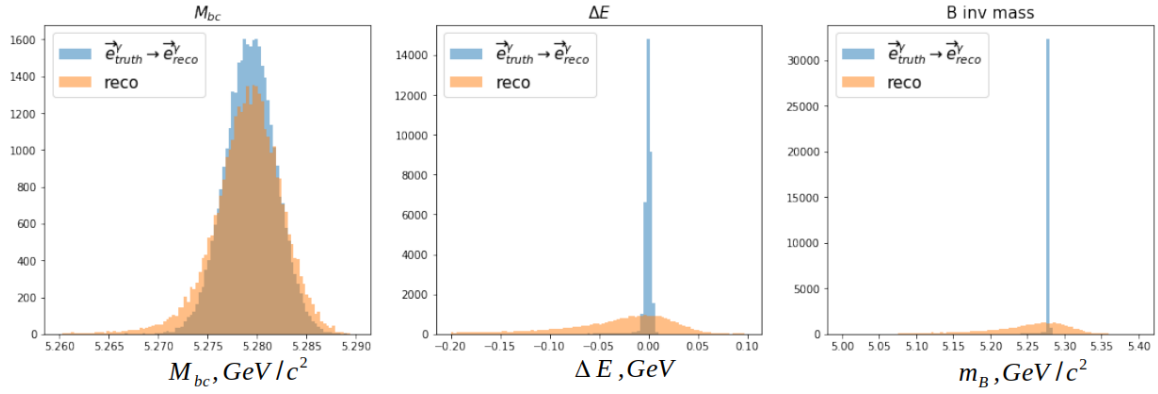 M_bc
1600
1400
1200
1000
800
600
400
200
0
e⃗^γ_truth → e⃗^γ_reco
reco
5.260 5.265 5.270 5.275 5.280 5.285 5.290
M_bc, GeV/c²
ΔE
14000
12000
10000
8000
6000
4000
2000
0
e⃗^γ_truth → e⃗^γ_reco
reco
−0.20 −0.15 −0.10 −0.05 0.00 0.05 0.10
Δ E, GeV
B inv mass
30000
25000
20000
15000
10000
5000
0
e⃗^γ_truth → e⃗^γ_reco
reco
5.00 5.05 5.10 5.15 5.20 5.25 5.30 5.35 5.40
m_B, GeV/c²